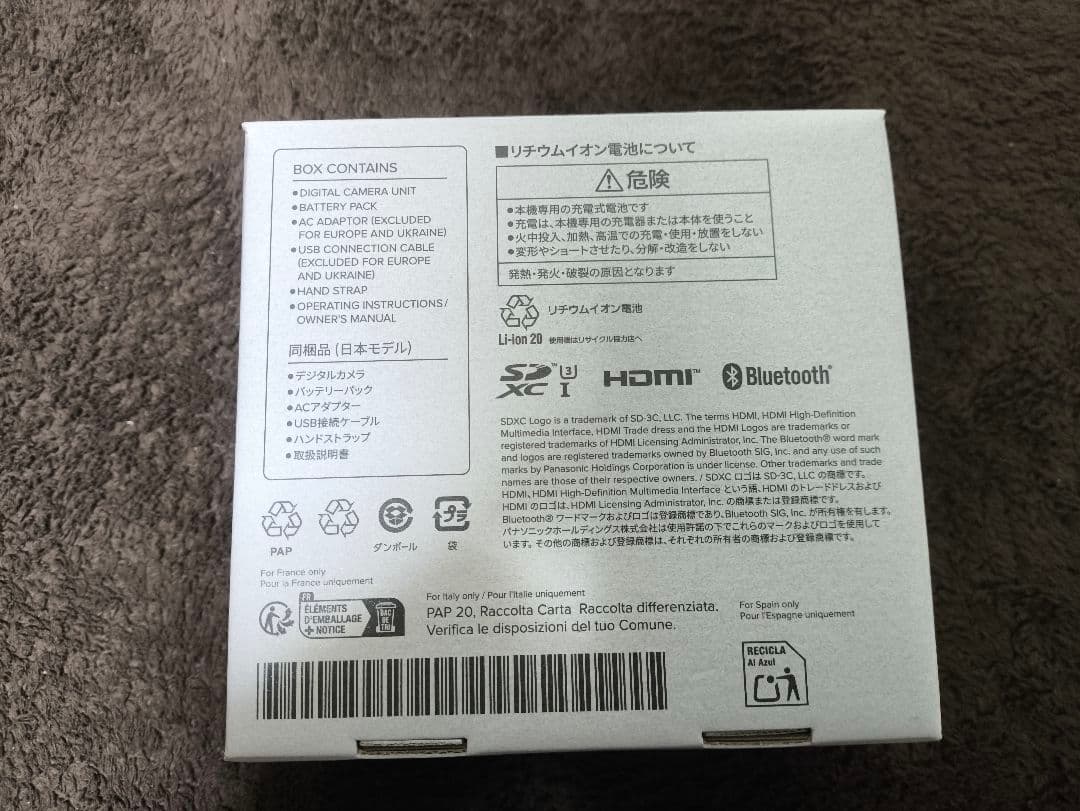 BOX CONTAINS
●DIGITAL CAMERA UNIT
●BATTERY PACK
●AC ADAPTOR (EXCLUDED
FOR EUROPE AND UKRAINE)
●USB CONNECTION CABLE
(EXCLUDED FOR EUROPE
AND UKRAINE)
●HAND STRAP
●OPERATING INSTRUCTIONS/
OWNER'S MANUAL
同梱品 (日本モデル)
●デジタルカメラ
●バッテリーパック
●ACアダプター
●USB接続ケーブル
●ハンドストラップ
●取扱説明書
■リチウムイオン電池について
危険
●本機専用の充電式電池です
●充電は、本機専用の充電器または本体を使うこと
●火中投入、加熱、高温での充電・使用・放置をしない
●変形やショートさせたり、分解・改造をしない
発熱・発火・破裂の原因となります
リチウムイオン電池
Li-ion 20 使用後はリサイクル協力店へ
SD XC™ U3 I HDMI™ Bluetooth®
SDXC Logo is a trademark of SD-3C, LLC. The terms HDMI, HDMI High-Definition
Multimedia Interface, HDMI Trade dress and the HDMI Logos are trademarks or
registered trademarks of HDMI Licensing Administrator, Inc. The Bluetooth® word mark
and logos are registered trademarks owned by Bluetooth SIG, Inc. and any use of such
marks by Panasonic Holdings Corporation is under license. Other trademarks and trade
names are those of their respective owners. / SDXC ロゴは SD-3C, LLC の商標です。
HDMI、HDMI High-Definition Multimedia Interface という語、HDMI のトレードドレスおよび
HDMI のロゴは、HDMI Licensing Administrator, Inc. の商標または登録商標です。
Bluetooth® ワードマークおよびロゴは登録商標であり、Bluetooth SIG, Inc. が所有権を有します。
パナソニックホールディングス株式会社は使用許諾の下でこれらのマークおよびロゴを使用して
います。その他の商標および登録商標は、それぞれの所有者の商標および登録商標です。
PAP
ダンボール
プラ
袋
For France only
Pour la France uniquement
FR
ÉLÉMENTS
D'EMBALLAGE
+ NOTICE
BAC
DE
TRI
For Italy only / Pour l'Italie uniquement
PAP 20, Raccolta Carta Raccolta differenziata.
Verifica le disposizioni del tuo Comune.
For Spain only
Pour l'Espagne uniquement
RECICLA
Al Azul